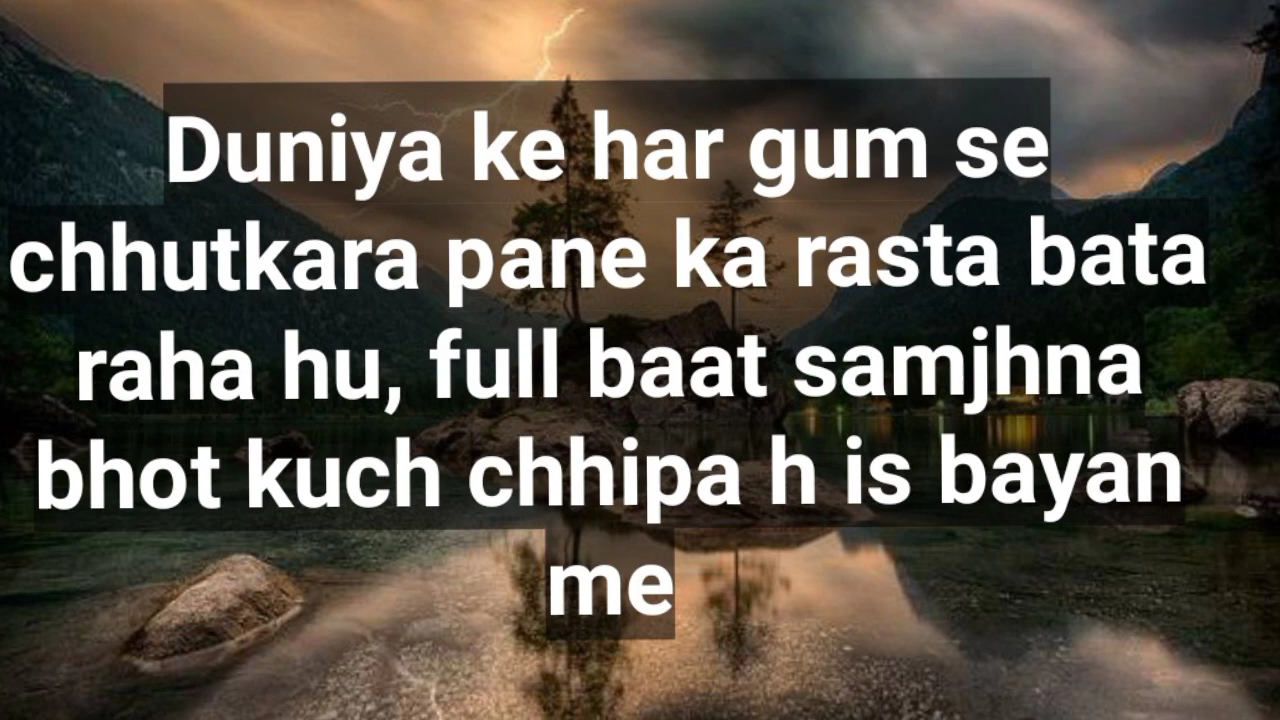 Duniya ke har gum se
chhutkara pane ka rasta bata
raha hu, full baat samjhna
bhot kuch chhipa h is bayan
me